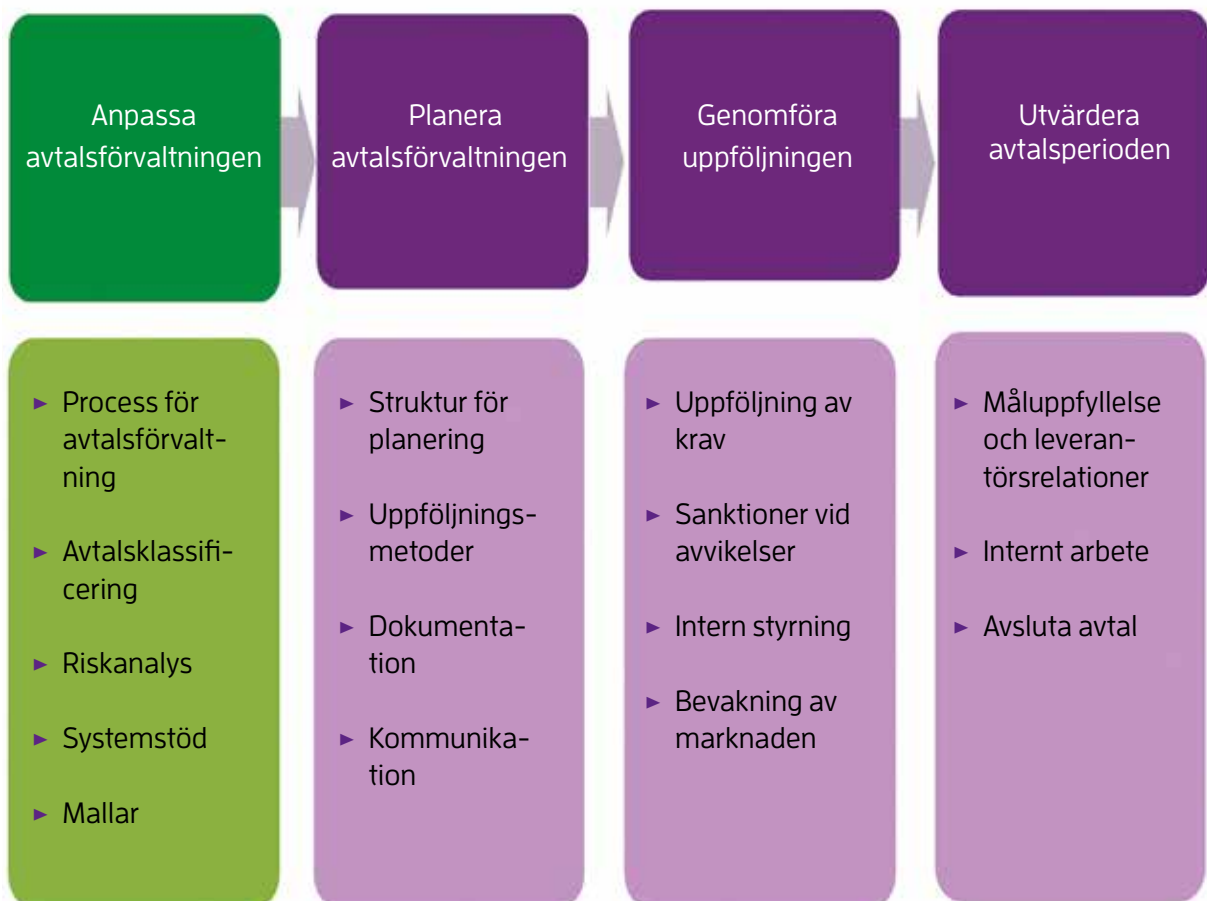 Anpassa
avtalsförvaltningen
Planera
avtalsförvaltningen
Genomföra
uppföljningen
Utvärdera
avtalsperioden
► Process för
avtalsförvalt-
ning
► Avtalsklassifi-
cering
► Riskanalys
► Systemstöd
► Mallar
► Struktur för
planering
► Uppföljnings-
metoder
► Dokumenta-
tion
► Kommunika-
tion
► Uppföljning av
krav
► Sanktioner vid
avvikelser
► Intern styrning
► Bevakning av
marknaden
► Måluppfyllelse
och leveran-
törsrelationer
► Internt arbete
► Avsluta avtal